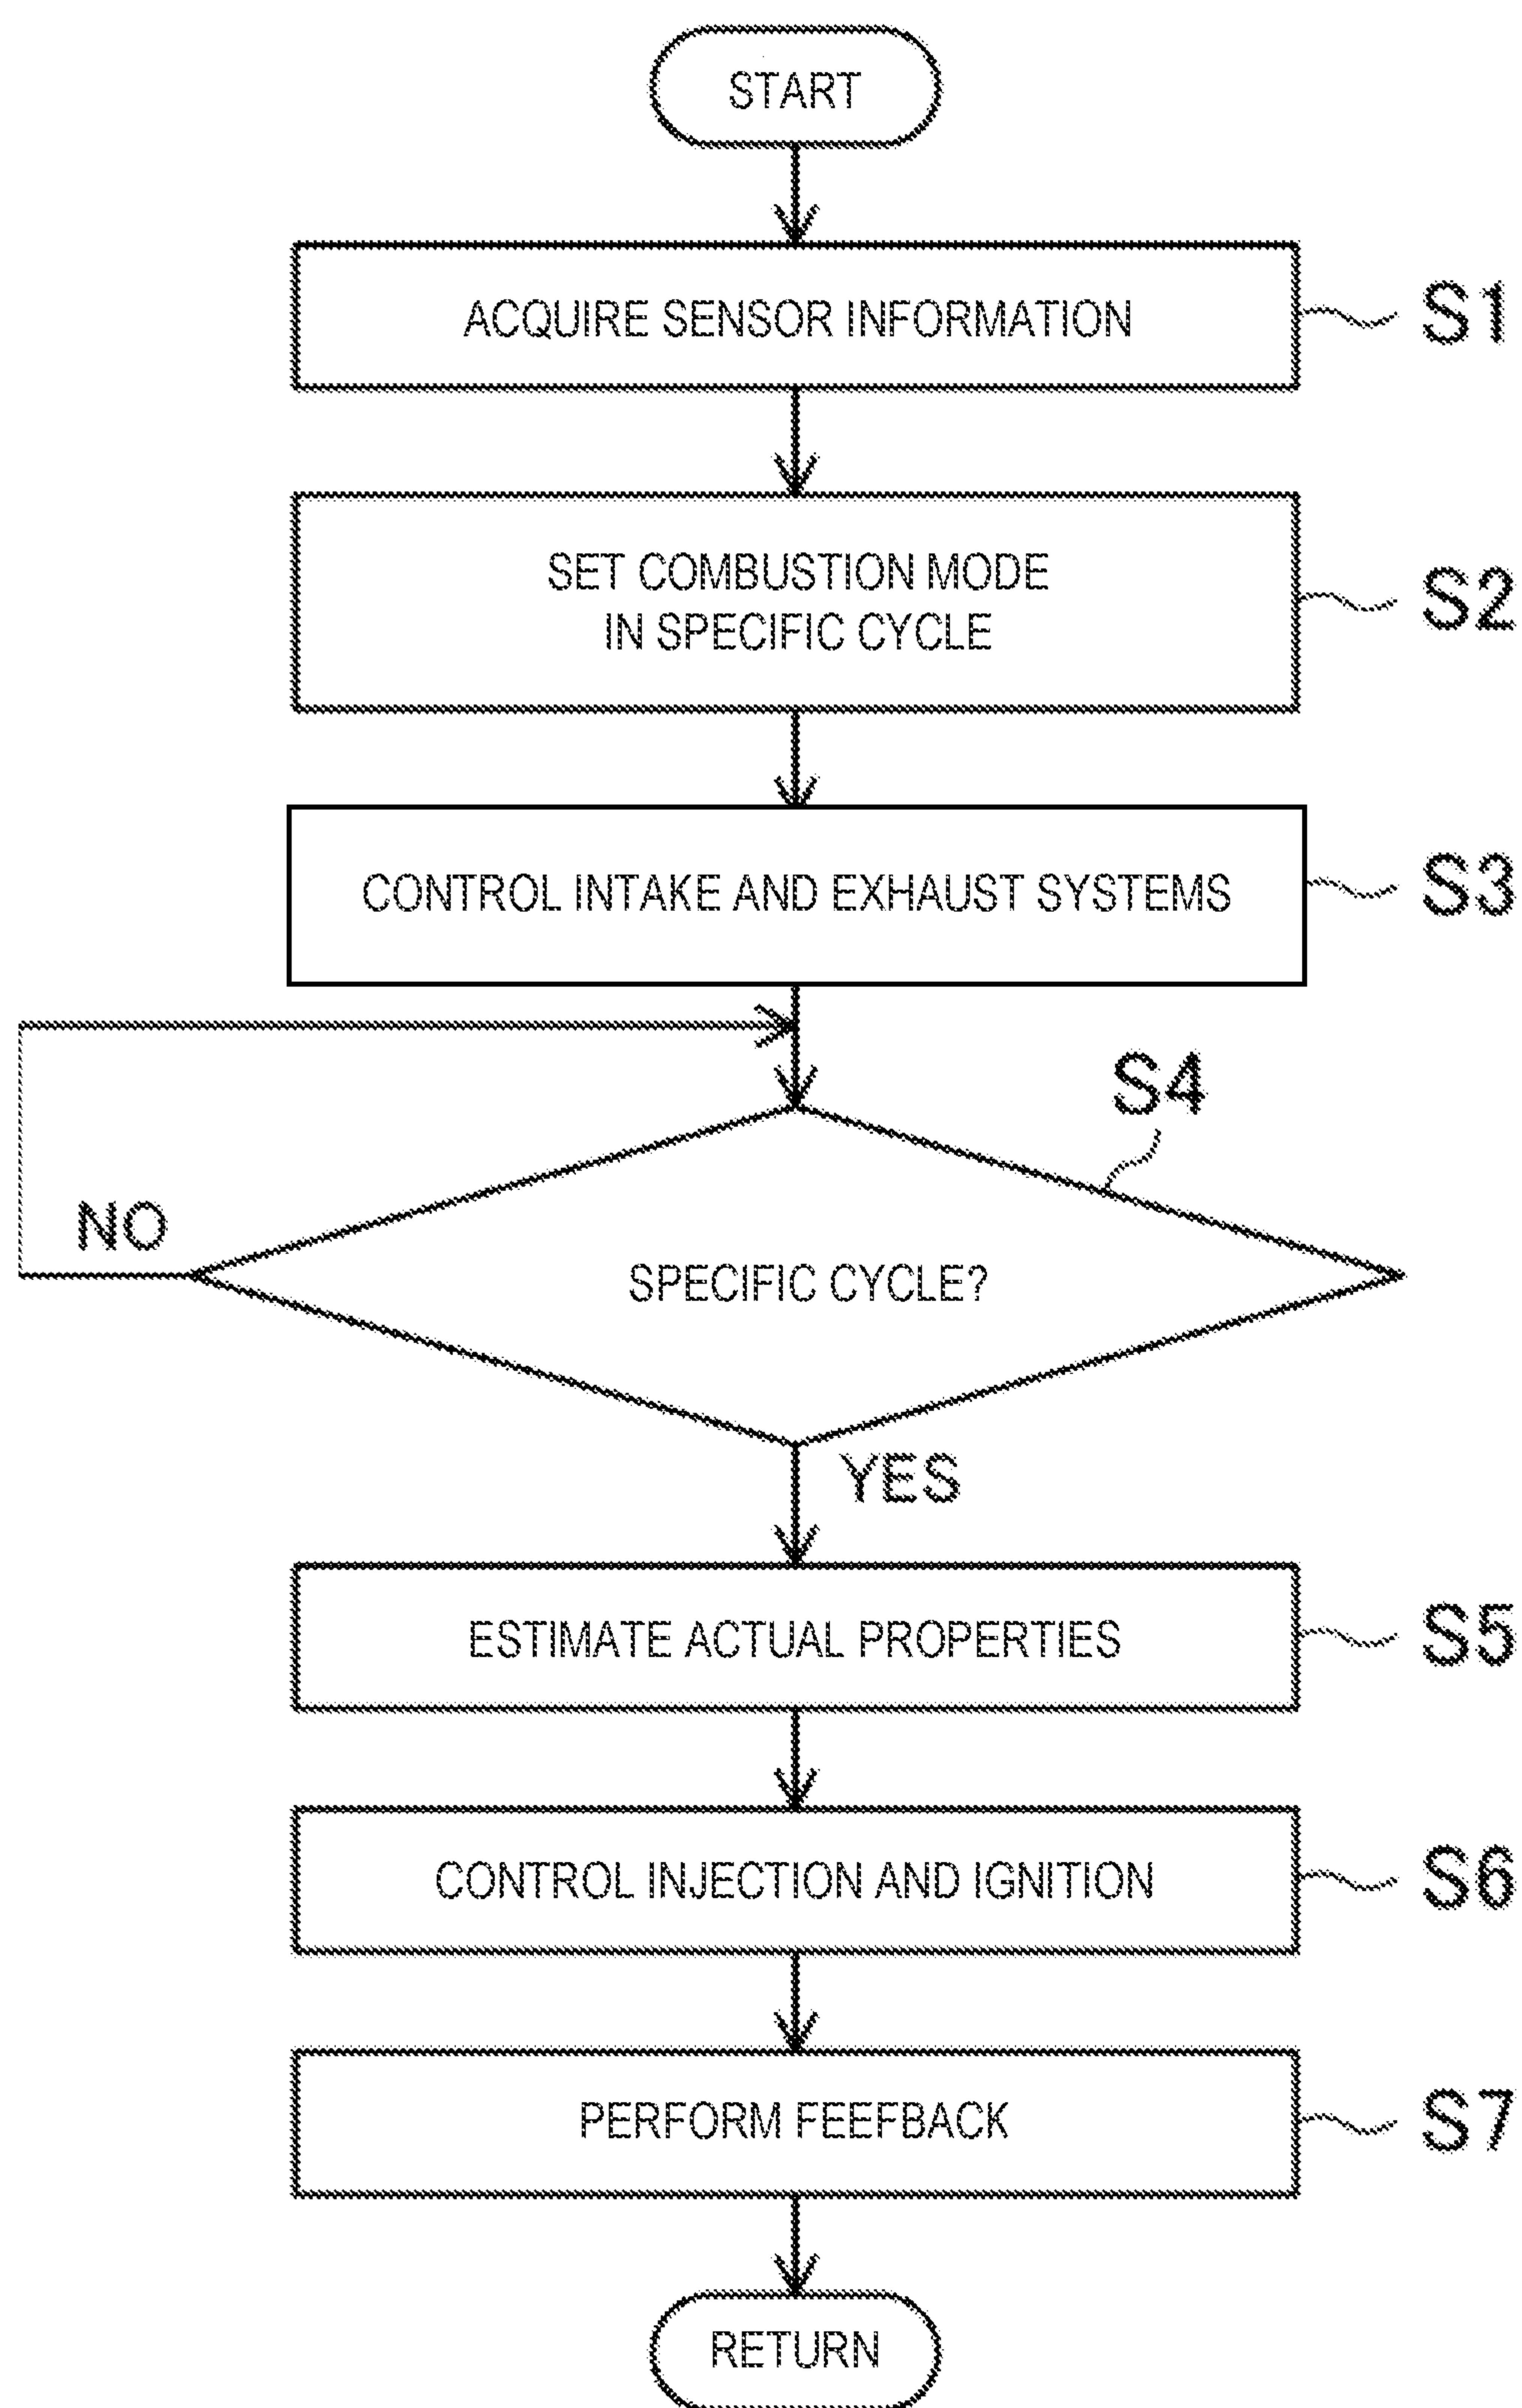 START
ACQUIRE SENSOR INFORMATION
S1
SET COMBUSTION MODE
IN SPECIFIC CYCLE
S2
CONTROL INTAKE AND EXHAUST SYSTEMS
S3
S4
NO
SPECIFIC CYCLE?
YES
ESTIMATE ACTUAL PROPERTIES
S5
CONTROL INJECTION AND IGNITION
S6
PERFORM FEEFBACK
S7
RETURN